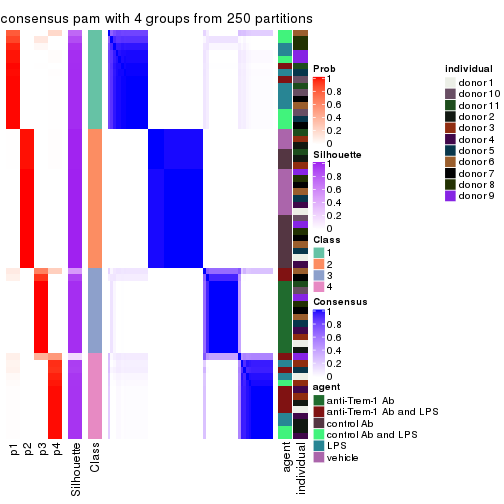 consensus pam with 4 groups from 250 partitions
p1
p2
p3
p4
Silhouette
Class
agent
individual
Prob
1
0.8
0.6
0.4
0.2
0
Silhouette
1
0.8
0.6
0.4
0.2
0
Class
1
2
3
4
Consensus
1
0.8
0.6
0.4
0.2
0
agent
anti-Trem-1 Ab
anti-Trem-1 Ab and LPS
control Ab
control Ab and LPS
LPS
vehicle
individual
donor 1
donor 10
donor 11
donor 2
donor 3
donor 4
donor 5
donor 6
donor 7
donor 8
donor 9